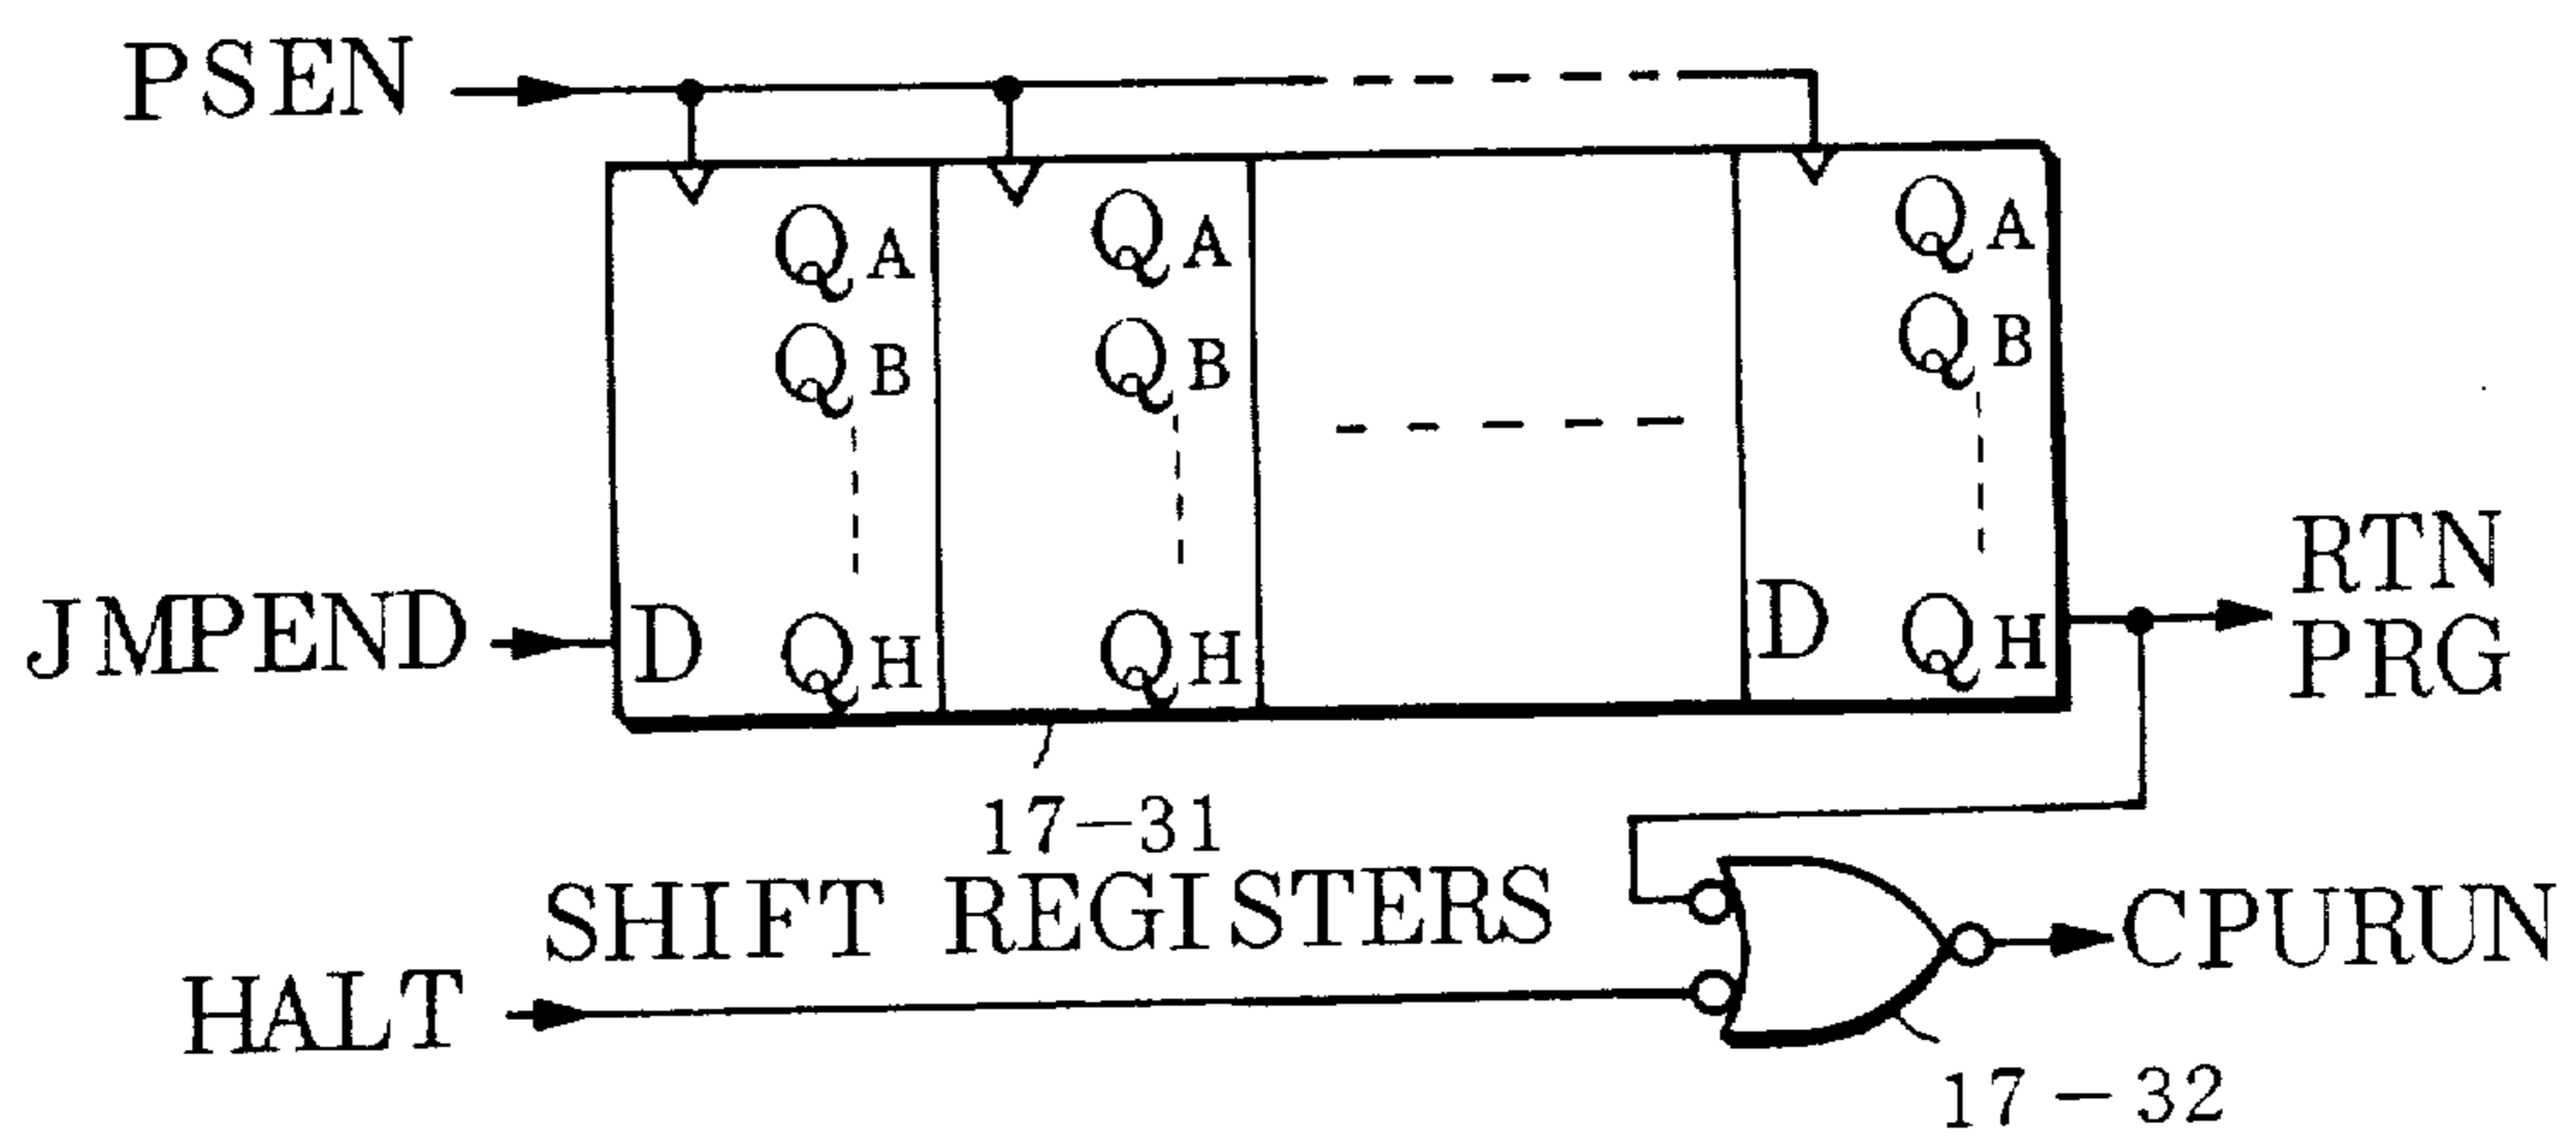 PSEN
QA QA QA
QB QB QB
JMPEND
D QH QH D QH
RTN
PRG
17-31
SHIFT REGISTERS
HALT
CPURUN
17-32